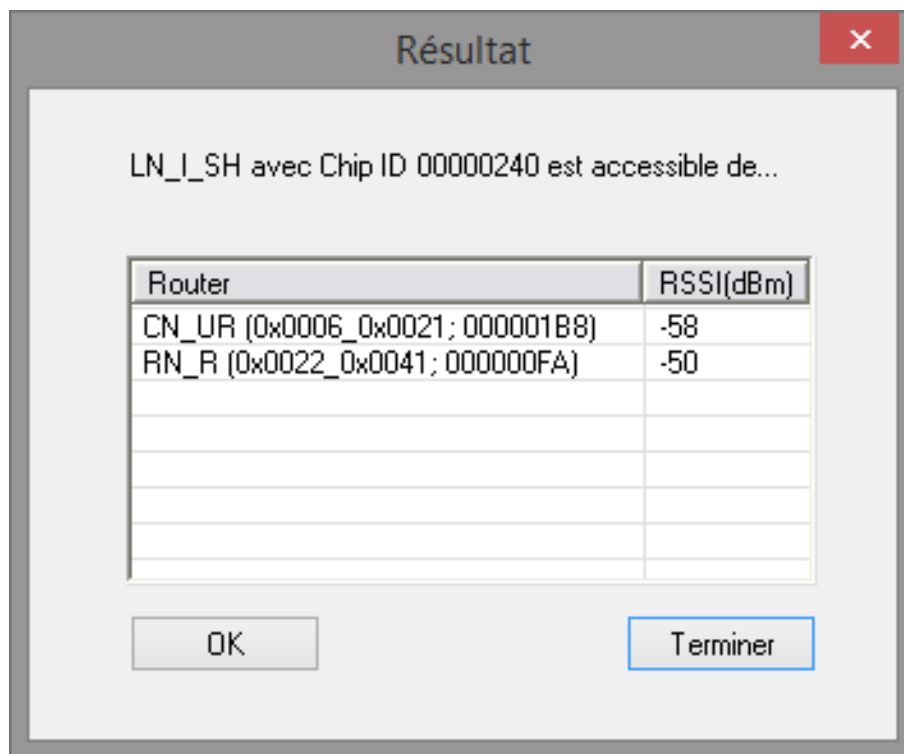 Résultat
LN_I_SH avec Chip ID 00000240 est accessible de...
Router RSSI(dBm)
CN_UR (0x0006_0x0021; 000001B8) -58
RN_R (0x0022_0x0041; 000000FA) -50
OK Terminer